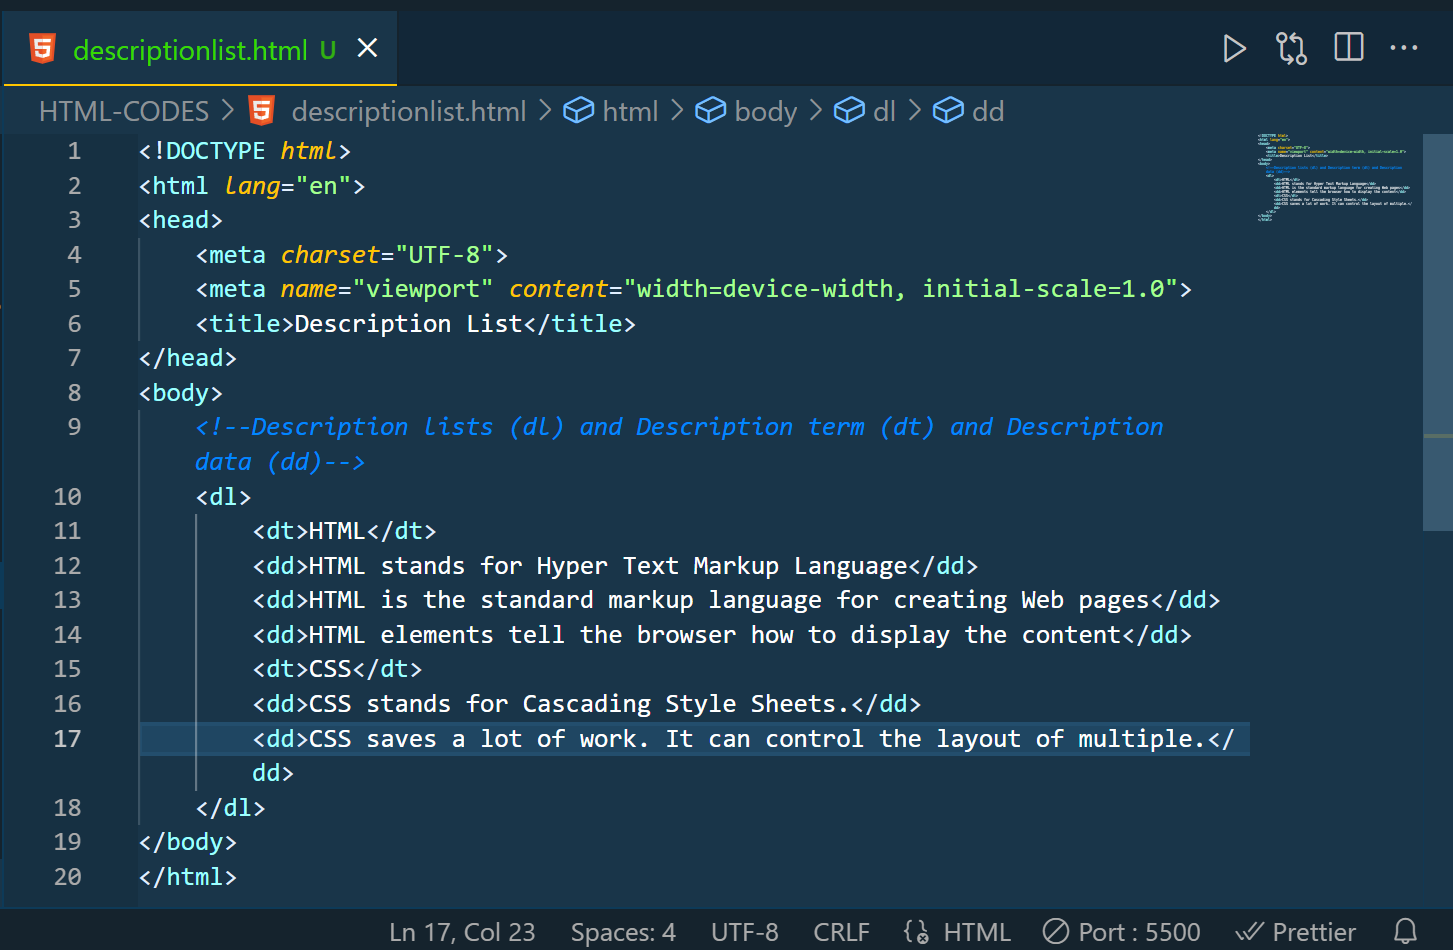 descriptionlist.html U
HTML-CODES > descriptionlist.html > html > body > dl > dd
1 <!DOCTYPE html>
2 <html lang="en">
3 <head>
4     <meta charset="UTF-8">
5     <meta name="viewport" content="width=device-width, initial-scale=1.0">
6     <title>Description List</title>
7 </head>
8 <body>
9     <!--Description lists (dl) and Description term (dt) and Description
data (dd)-->
10     <dl>
11         <dt>HTML</dt>
12         <dd>HTML stands for Hyper Text Markup Language</dd>
13         <dd>HTML is the standard markup language for creating Web pages</dd>
14         <dd>HTML elements tell the browser how to display the content</dd>
15         <dt>CSS</dt>
16         <dd>CSS stands for Cascading Style Sheets.</dd>
17         <dd>CSS saves a lot of work. It can control the layout of multiple.</
dd>
18     </dl>
19 </body>
20 </html>
Ln 17, Col 23 Spaces: 4 UTF-8 CRLF HTML Port : 5500 Prettier